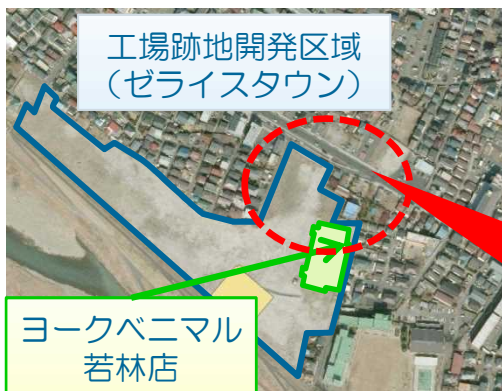 工場跡地開発区域
（ゼライスタウン）
ヨークベニマル
若林店